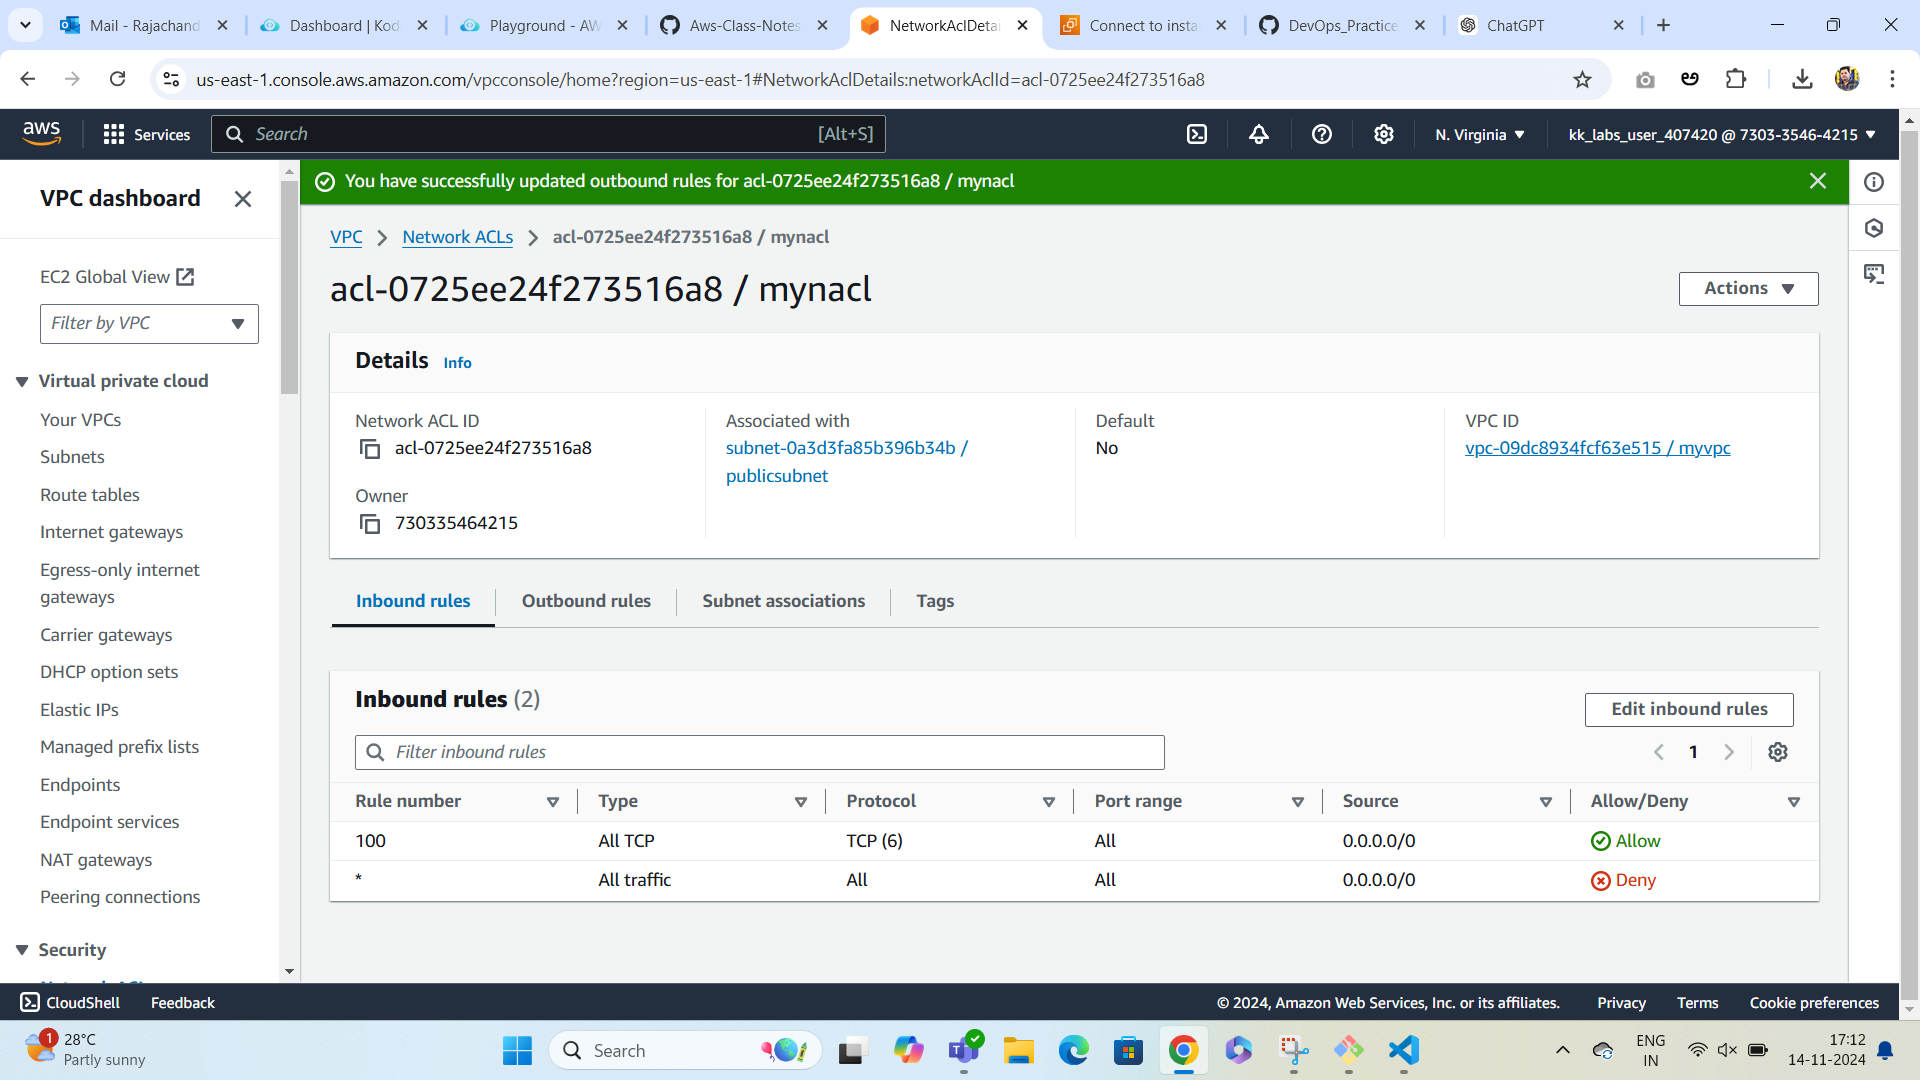 Mail - Rajachand
Dashboard | Kod
Playground - AW
Aws-Class-Notes
NetworkAclDetai
Connect to insta
DevOps_Practice
ChatGPT
us-east-1.console.aws.amazon.com/vpcconsole/home?region=us-east-1#NetworkAclDetails:networkAclId=acl-0725ee24f273516a8
aws
Services
Search
[Alt+S]
N. Virginia
kk_labs_user_407420 @ 7303-3546-4215
VPC dashboard
EC2 Global View
Filter by VPC
Virtual private cloud
Your VPCs
Subnets
Route tables
Internet gateways
Egress-only internet
gateways
Carrier gateways
DHCP option sets
Elastic IPs
Managed prefix lists
Endpoints
Endpoint services
NAT gateways
Peering connections
Security
You have successfully updated outbound rules for acl-0725ee24f273516a8 / mynacl
VPC > Network ACLs > acl-0725ee24f273516a8 / mynacl
acl-0725ee24f273516a8 / mynacl
Actions
Details Info
Network ACL ID
acl-0725ee24f273516a8
Owner
730335464215
Associated with
subnet-0a3d3fa85b396b34b /
publicsubnet
Default
No
VPC ID
vpc-09dc8934fcf63e515 / myvpc
Inbound rules
Outbound rules
Subnet associations
Tags
Inbound rules (2)
Edit inbound rules
Filter inbound rules
1
Rule number Type Protocol Port range Source Allow/Deny
100 All TCP TCP (6) All 0.0.0.0/0 Allow
* All traffic All All 0.0.0.0/0 Deny
CloudShell
Feedback
© 2024, Amazon Web Services, Inc. or its affiliates.
Privacy
Terms
Cookie preferences
1
28°C
Partly sunny
Search
ENG
IN
17:12
14-11-2024